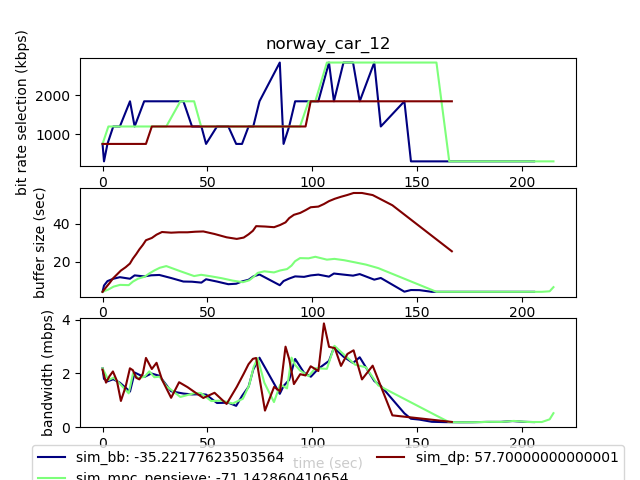 norway_car_12
bit rate selection (kbps)
2000
1000
0
50
100
150
200
buffer size (sec)
40
20
0
50
100
150
200
bandwidth (mbps)
4
2
0
0
50
100
150
200
time (sec)
sim_bb: -35.22177623503564
sim_dp: 57.70000000000001
sim_mpc_pensieve: -71.142860410654